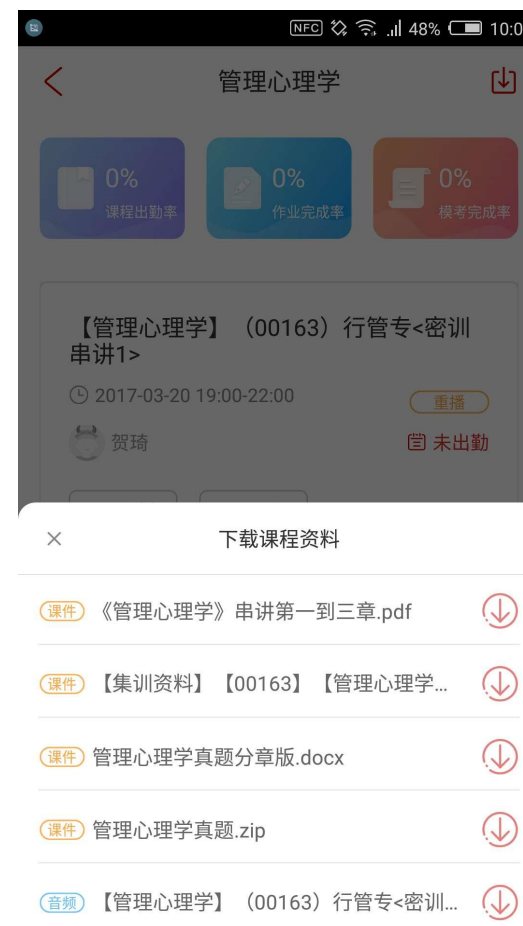 NFC 48% 10:0
管理心理学
0%
课程出勤率
0%
作业完成率
0%
模考完成率
【管理心理学】（00163）行管专<密训
串讲1>
2017-03-20 19:00-22:00
重播
贺琦
未出勤
下载课程资料
课件 《管理心理学》串讲第一到三章.pdf
课件 【集训资料】【00163】【管理心理学...
课件 管理心理学真题分章版.docx
课件 管理心理学真题.zip
音频 【管理心理学】（00163）行管专<密训...